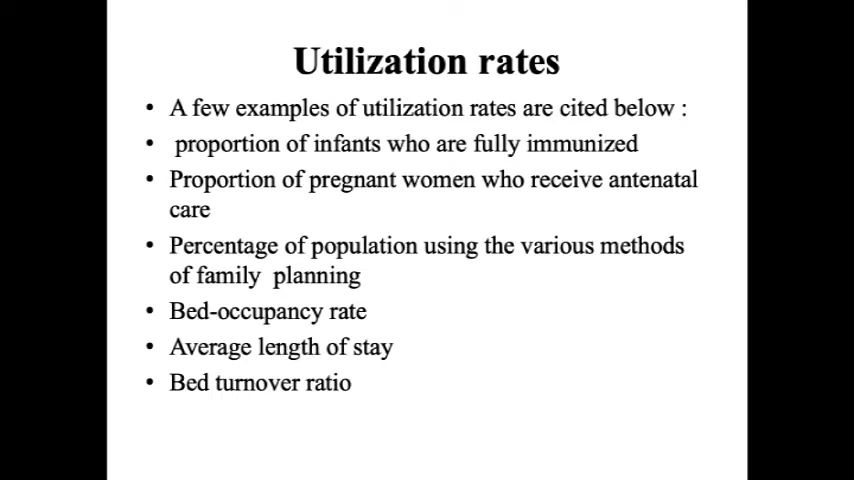 Utilization rates
• A few examples of utilization rates are cited below :
• proportion of infants who are fully immunized
• Proportion of pregnant women who receive antenatal
care
• Percentage of population using the various methods
of family planning
• Bed-occupancy rate
• Average length of stay
• Bed turnover ratio